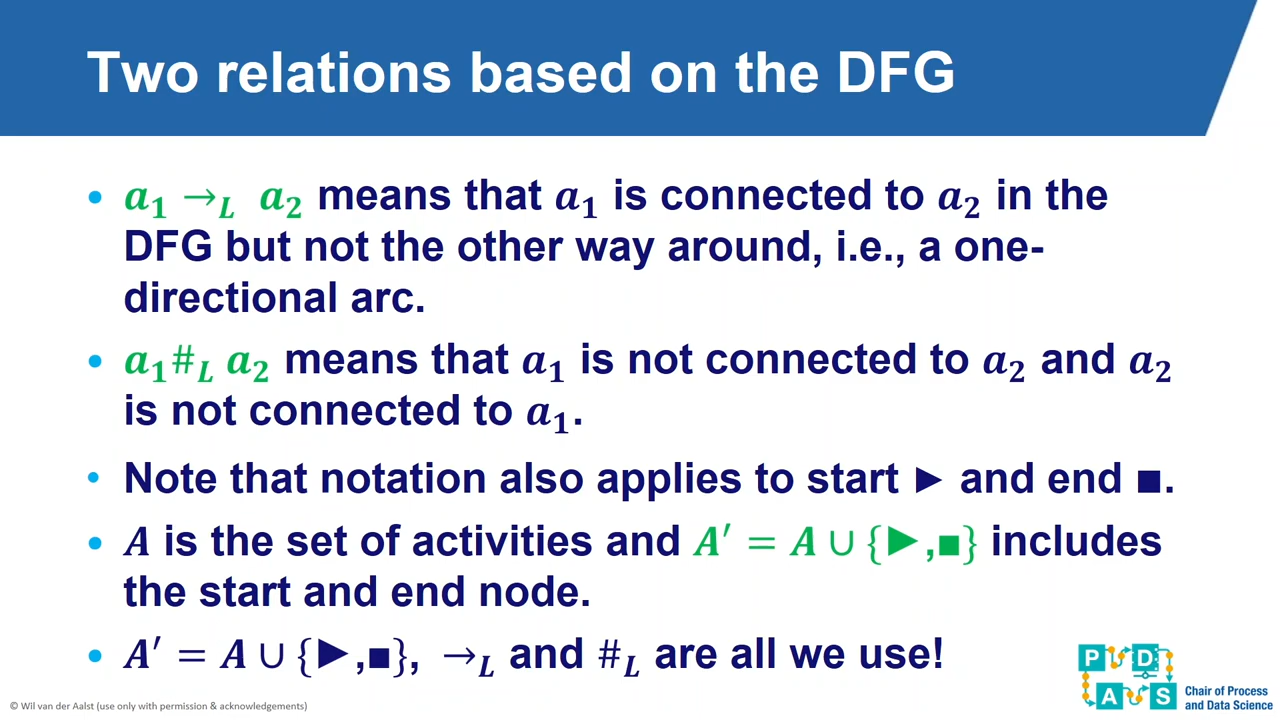 Two relations based on the DFG
• a₁ →_L a₂ means that a₁ is connected to a₂ in the
DFG but not the other way around, i.e., a one-
directional arc.
• a₁#_L a₂ means that a₁ is not connected to a₂ and a₂
is not connected to a₁.
• Note that notation also applies to start ► and end ■.
• A is the set of activities and A′ = A ∪ {►,■} includes
the start and end node.
• A′ = A ∪ {►,■}, →_L and #_L are all we use!
P D
A S
Chair of Process
and Data Science
© Wil van der Aalst (use only with permission & acknowledgements)